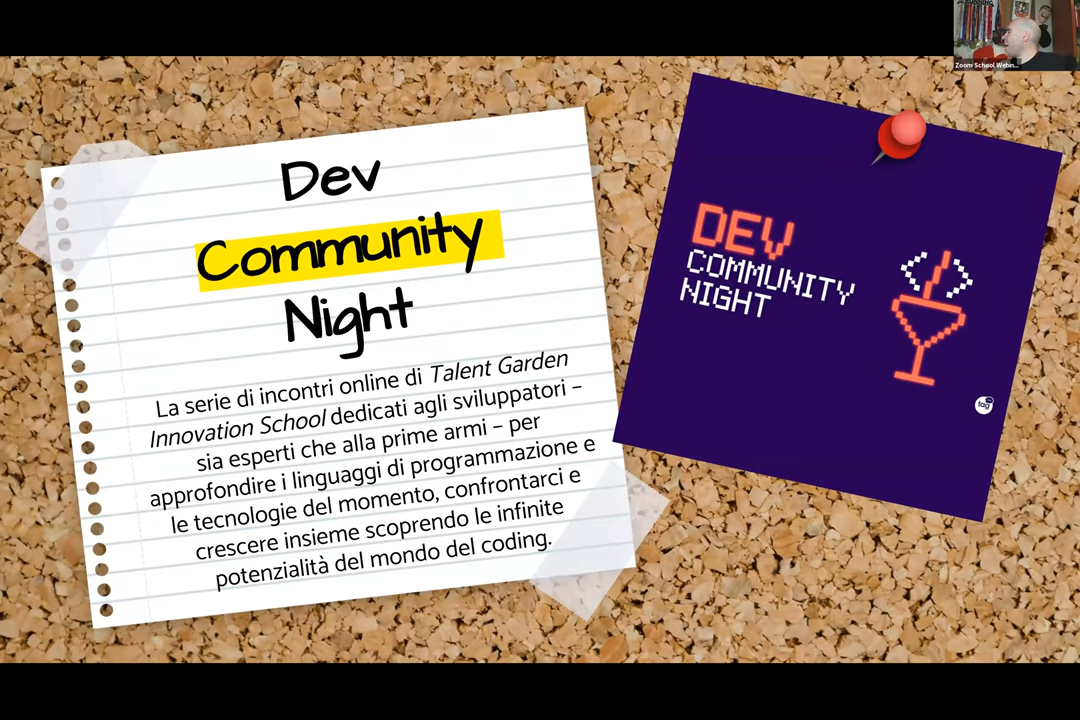 Zoom School Webin...
Dev
Community
Night
La serie di incontri online di Talent Garden
Innovation School dedicati agli sviluppatori –
sia esperti che alla prime armi – per
approfondire i linguaggi di programmazione e
le tecnologie del momento, confrontarci e
crescere insieme scoprendo le infinite
potenzialità del mondo del coding.
DEV
COMMUNITY
NIGHT
tag